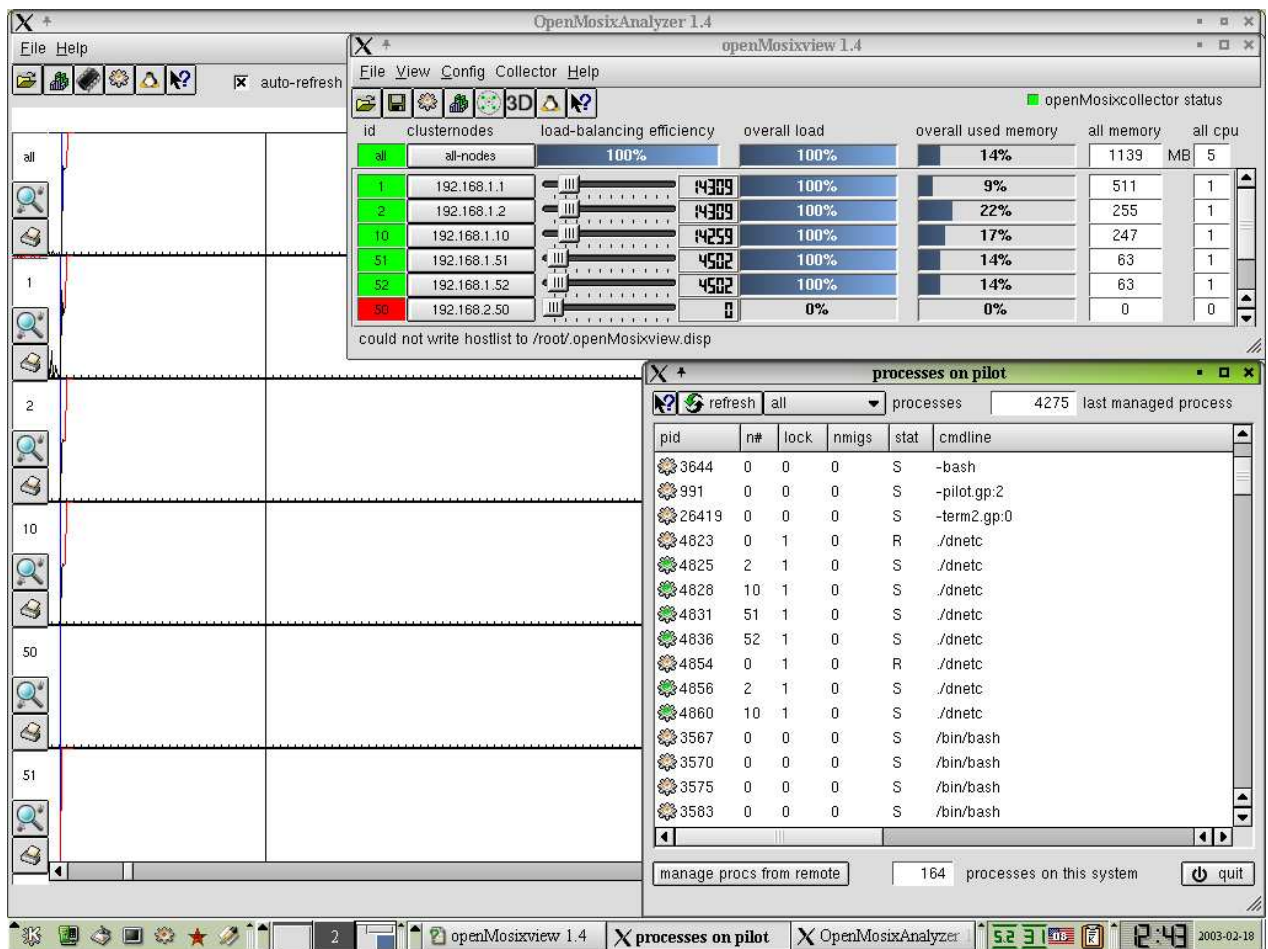 OpenMosixAnalyzer 1.4
File Help
auto-refresh
all
1
2
10
50
51
openMosixview 1.4
File View Config Collector Help
3D
openMosixcollector status
id clusternodes load-balancing efficiency overall load overall used memory all memory all cpu
all all-nodes 100% 100% 14% 1139 MB 5
1 192.168.1.1 14309 100% 9% 511 1
2 192.168.1.2 14309 100% 22% 255 1
10 192.168.1.10 14259 100% 17% 247 1
51 192.168.1.51 4502 100% 14% 63 1
52 192.168.1.52 4502 100% 14% 63 1
50 192.168.2.50 0 0% 0% 0 0
could not write hostlist to /root/.openMosixview.disp
processes on pilot
refresh all processes 4275 last managed process
pid n# lock nmigs stat cmdline
3644 0 0 0 S -bash
991 0 0 0 S -pilot.gp:2
26419 0 0 0 S -term2.gp:0
4823 0 1 0 R ./dnetc
4825 2 1 0 S ./dnetc
4828 10 1 0 S ./dnetc
4831 51 1 0 S ./dnetc
4836 52 1 0 S ./dnetc
4854 0 1 0 R ./dnetc
4856 2 1 0 S ./dnetc
4860 10 1 0 S ./dnetc
3567 0 0 0 S /bin/bash
3570 0 0 0 S /bin/bash
3575 0 0 0 S /bin/bash
3583 0 0 0 S /bin/bash
manage procs from remote 164 processes on this system quit
2 openMosixview 1.4 processes on pilot OpenMosixAnalyzer 12:43 2003-02-18